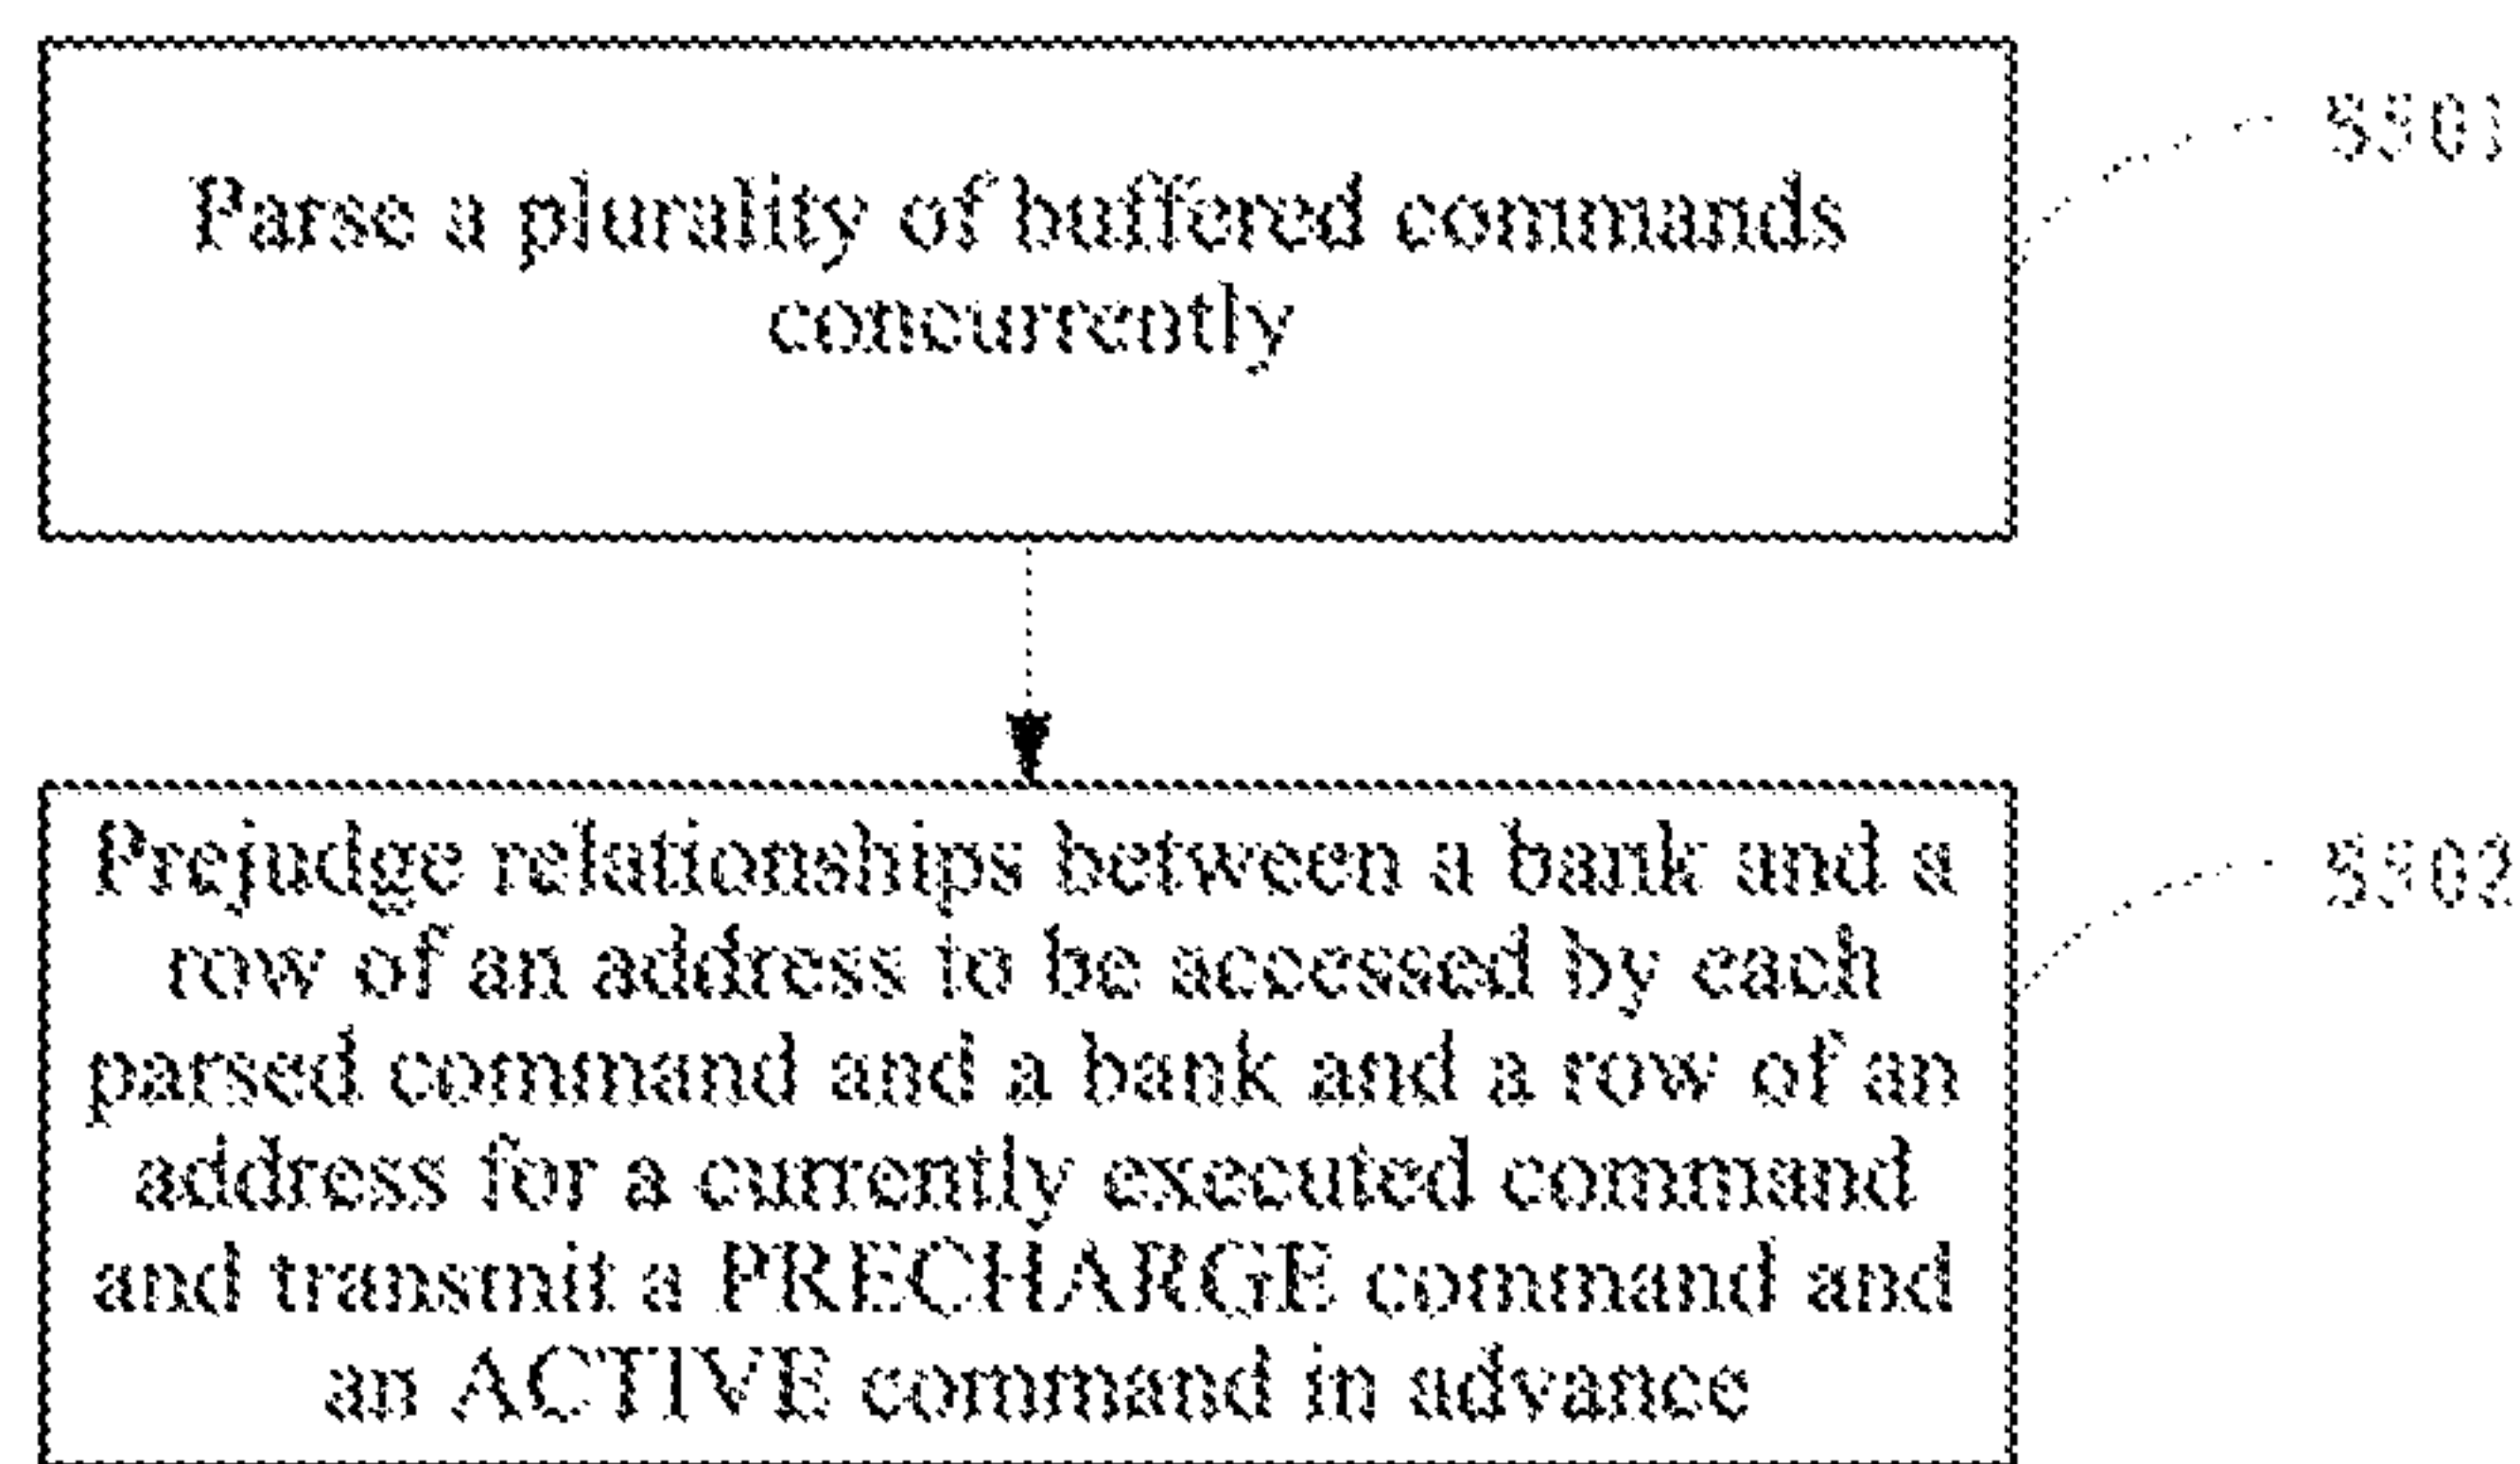 Parse a plurality of buffered commands
concurrently
Prejudge relationships between a bank and a
row of an address to be accessed by each
parsed command and a bank and a row of an
address for a currently executed command
and transmit a PRECHARGE command and
an ACTIVE command in advance